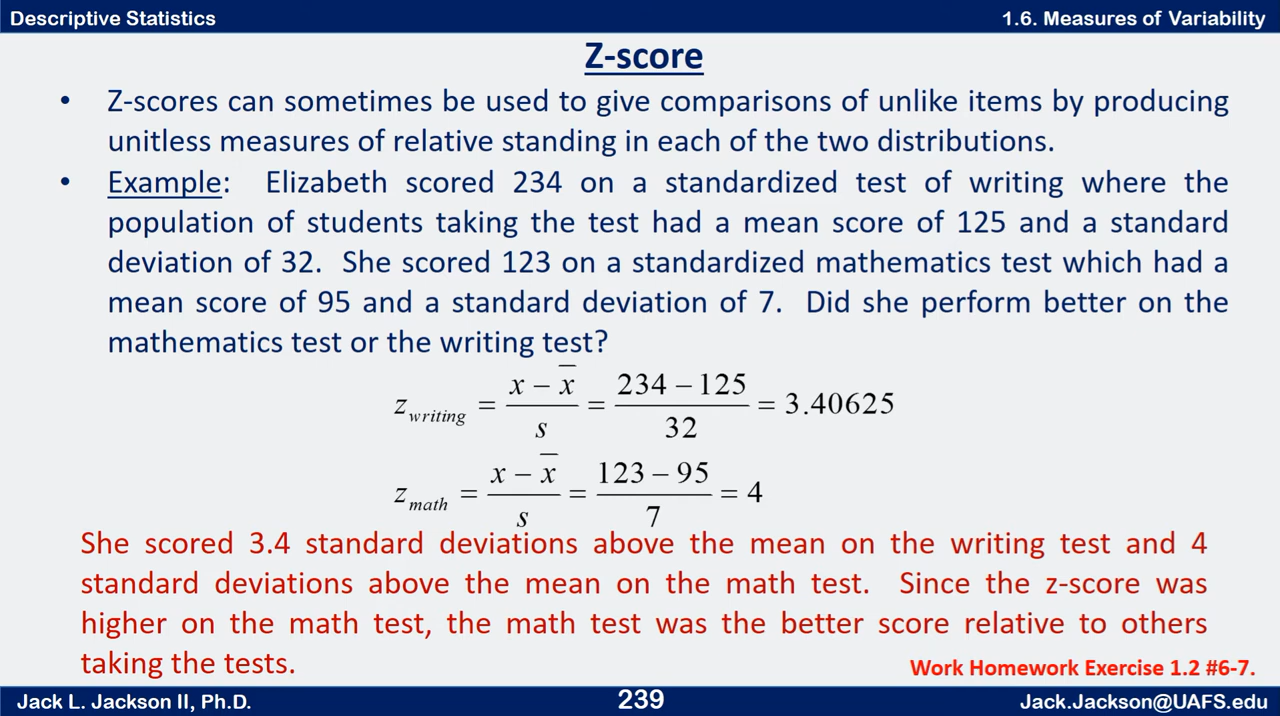 Descriptive Statistics
1.6. Measures of Variability
Z-score
• Z-scores can sometimes be used to give comparisons of unlike items by producing
unitless measures of relative standing in each of the two distributions.
• Example: Elizabeth scored 234 on a standardized test of writing where the
population of students taking the test had a mean score of 125 and a standard
deviation of 32. She scored 123 on a standardized mathematics test which had a
mean score of 95 and a standard deviation of 7. Did she perform better on the
mathematics test or the writing test?
z_writing = (x − x̅)/s = (234 − 125)/32 = 3.40625
z_math = (x − x̅)/s = (123 − 95)/7 = 4
She scored 3.4 standard deviations above the mean on the writing test and 4
standard deviations above the mean on the math test. Since the z-score was
higher on the math test, the math test was the better score relative to others
taking the tests.
Work Homework Exercise 1.2 #6-7.
Jack L. Jackson II, Ph.D.
239
Jack.Jackson@UAFS.edu